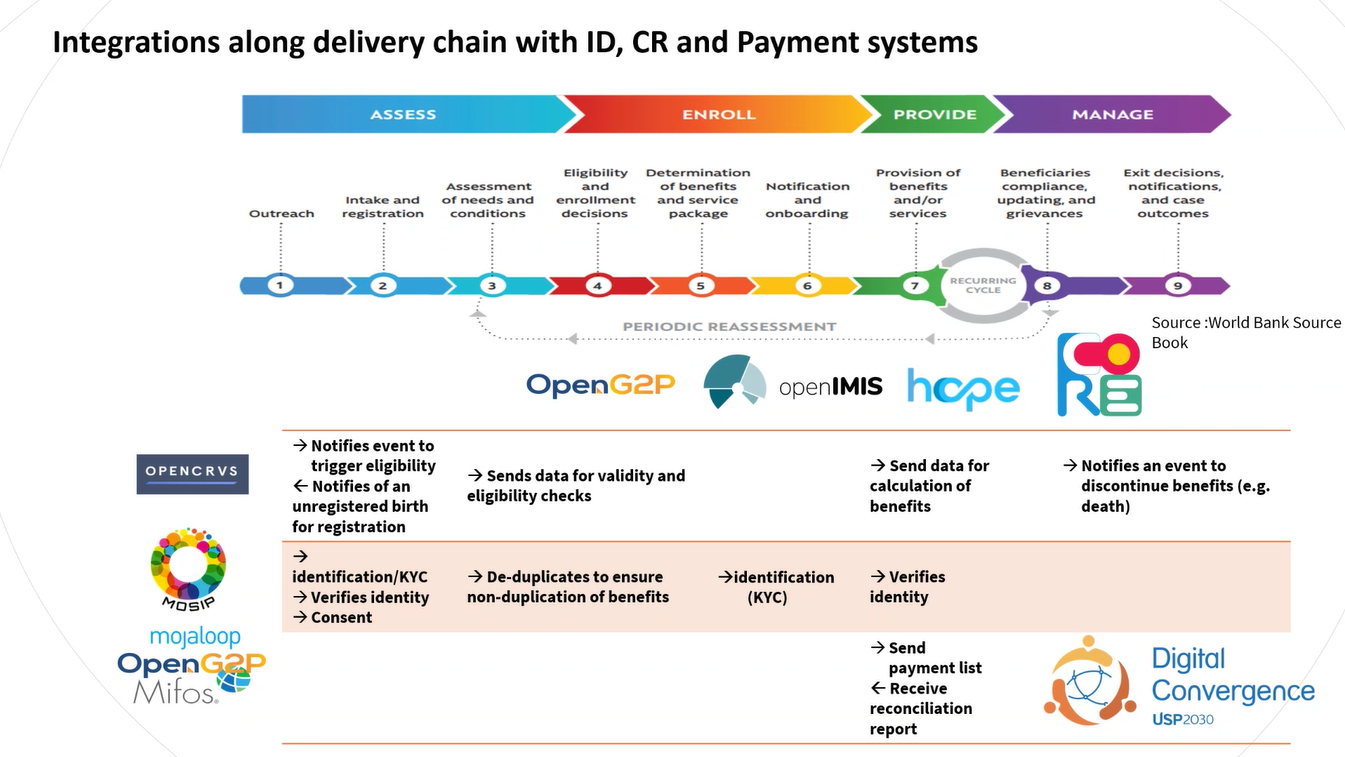 Integrations along delivery chain with ID, CR and Payment systems
ASSESS
ENROLL
PROVIDE
MANAGE
Outreach
Intake and
registration
Assessment
of needs and
conditions
Eligibility
and
enrollment
decisions
Determination
of benefits
and service
package
Notification
and
onboarding
Provision of
benefits
and/or
services
Beneficiaries
compliance,
updating, and
grievances
Exit decisions,
notifications,
and case
outcomes
1
2
3
4
5
6
7
RECURRING
CYCLE
8
9
PERIODIC REASSESSMENT
Source :World Bank Source
Book
OpenG2P
openIMIS
hope
CORE
OPENCRVS
→ Notifies event to
trigger eligibility
← Notifies of an
unregistered birth
for registration
→ Sends data for validity and
eligibility checks
→ Send data for
calculation of
benefits
→ Notifies an event to
discontinue benefits (e.g.
death)
MOSIP
→
identification/KYC
→ Verifies identity
→ Consent
→ De-duplicates to ensure
non-duplication of benefits
→identification
(KYC)
→ Verifies
identity
mojaloop
OpenG2P
Mifos®
→ Send
payment list
← Receive
reconciliation
report
Digital
Convergence
USP2030